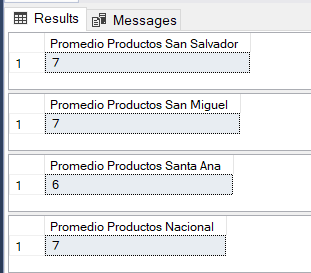 Results Messages
Promedio Productos San Salvador
1 7
Promedio Productos San Miguel
1 7
Promedio Productos Santa Ana
1 6
Promedio Productos Nacional
1 7